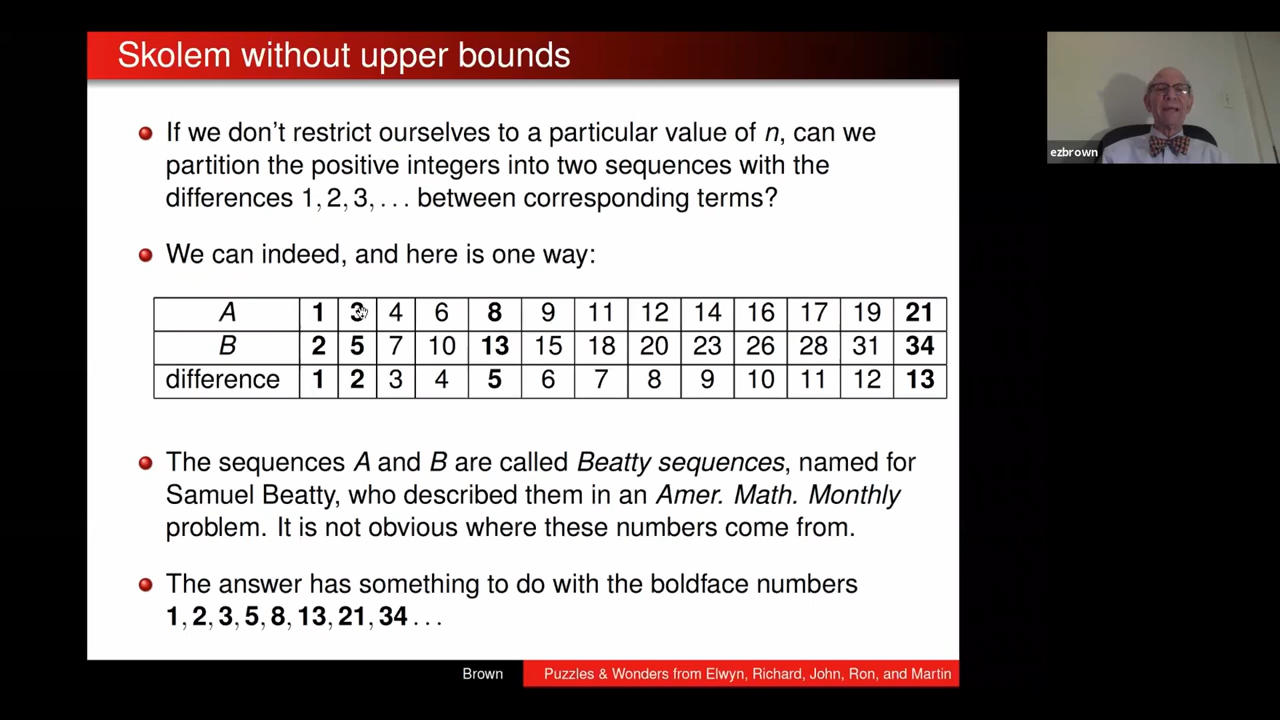 Skolem without upper bounds
If we don't restrict ourselves to a particular value of n, can we
partition the positive integers into two sequences with the
differences 1, 2, 3, . . . between corresponding terms?
We can indeed, and here is one way:
A 1 3 4 6 8 9 11 12 14 16 17 19 21
B 2 5 7 10 13 15 18 20 23 26 28 31 34
difference 1 2 3 4 5 6 7 8 9 10 11 12 13
The sequences A and B are called Beatty sequences, named for
Samuel Beatty, who described them in an Amer. Math. Monthly
problem. It is not obvious where these numbers come from.
The answer has something to do with the boldface numbers
1, 2, 3, 5, 8, 13, 21, 34 . . .
Brown Puzzles & Wonders from Elwyn, Richard, John, Ron, and Martin
ezbrown